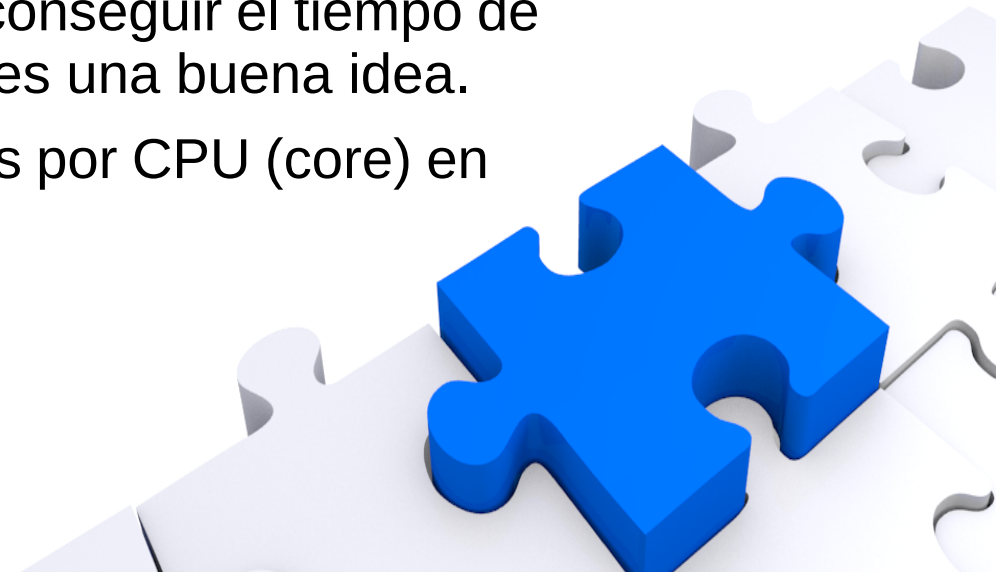 conseguir el tiempo de
es una buena idea.
s por CPU (core) en